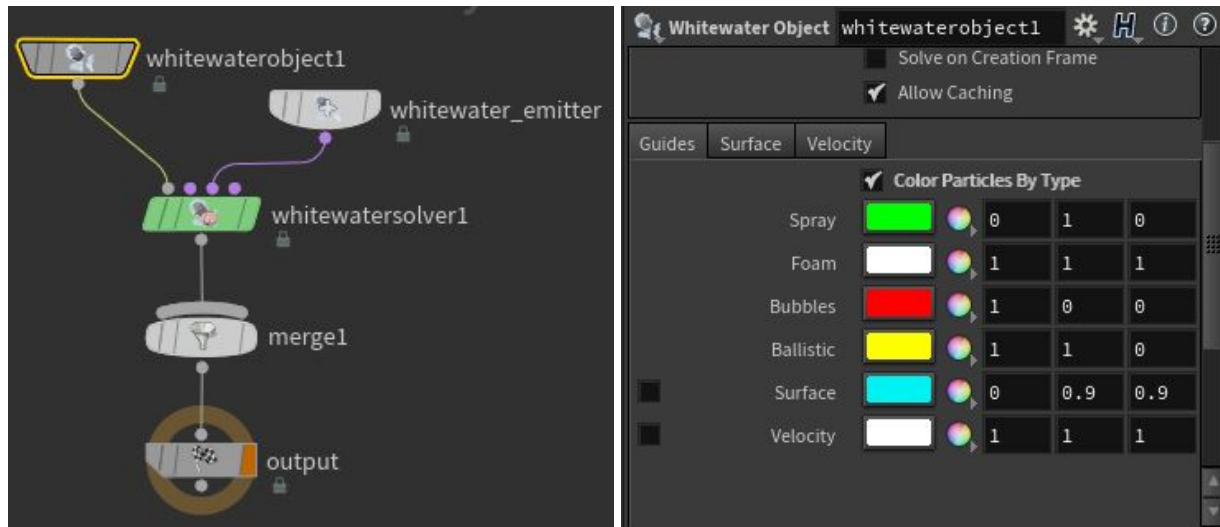 whitewaterobject1
whitewater_emitter
whitewatersolver1
merge1
output
Whitewater Object whitewaterobject1
Solve on Creation Frame
Allow Caching
Guides Surface Velocity
Color Particles By Type
Spray 0 1 0
Foam 1 1 1
Bubbles 1 0 0
Ballistic 1 1 0
Surface 0 0.9 0.9
Velocity 1 1 1